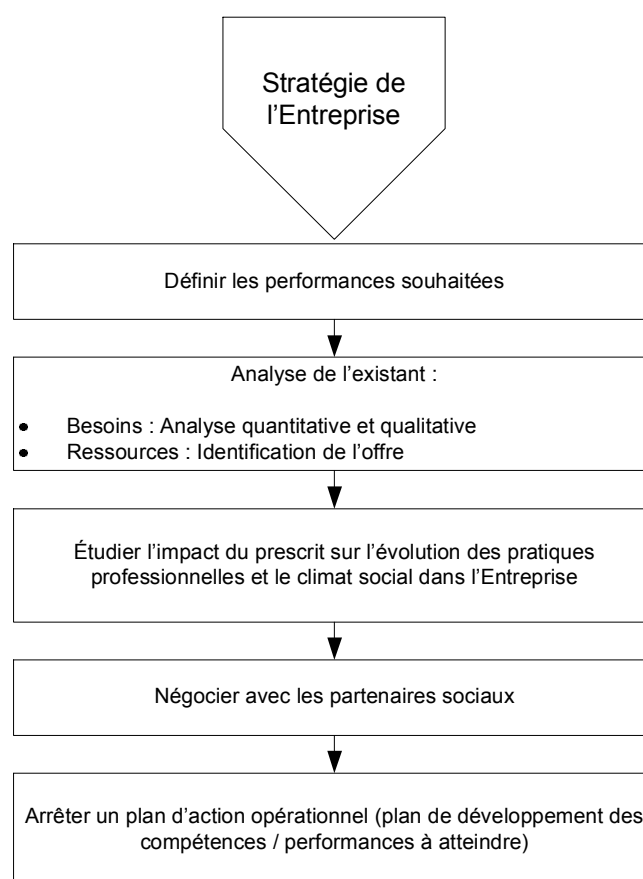 Stratégie de
l’Entreprise
Définir les performances souhaitées
Analyse de l’existant :
• Besoins : Analyse quantitative et qualitative
• Ressources : Identification de l’offre
Étudier l’impact du prescrit sur l’évolution des pratiques
professionnelles et le climat social dans l’Entreprise
Négocier avec les partenaires sociaux
Arrêter un plan d’action opérationnel (plan de développement des
compétences / performances à atteindre)